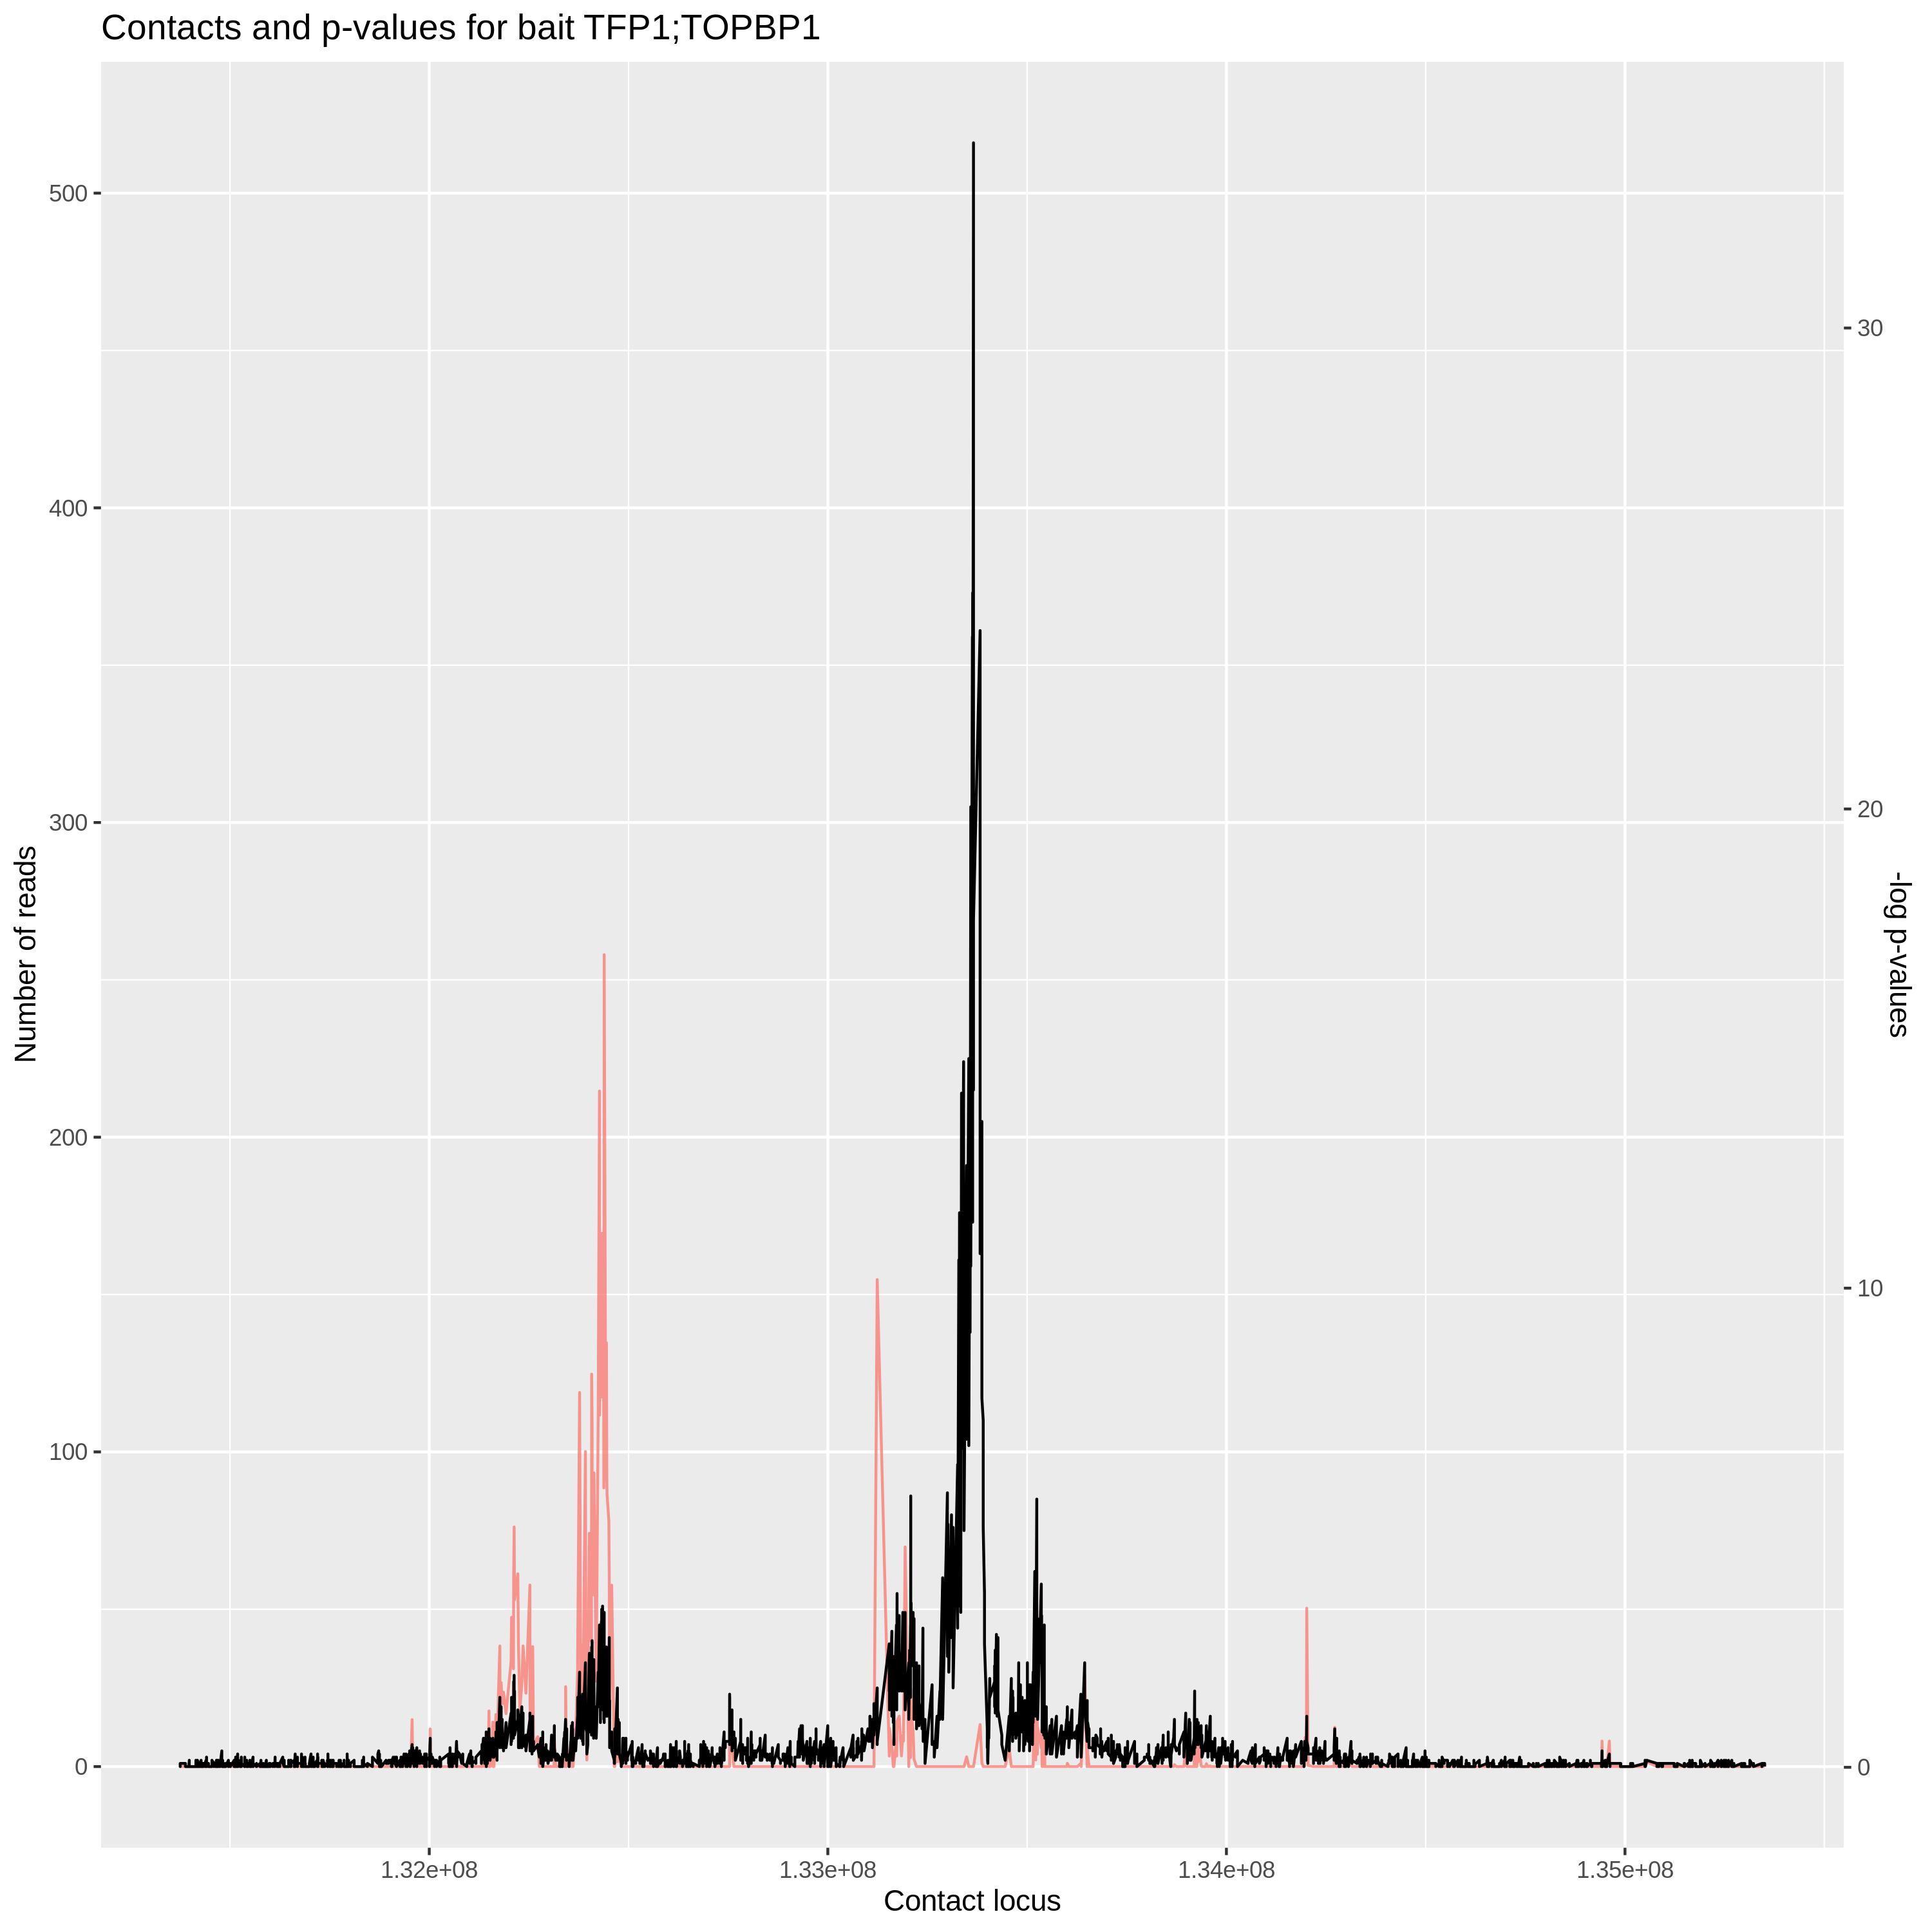 Contacts and p-values for bait TFP1;TOPBP1
500
400
300
200
100
0
Number of reads
30
20
10
0
-log p-values
1.32e+08
1.33e+08
1.34e+08
1.35e+08
Contact locus